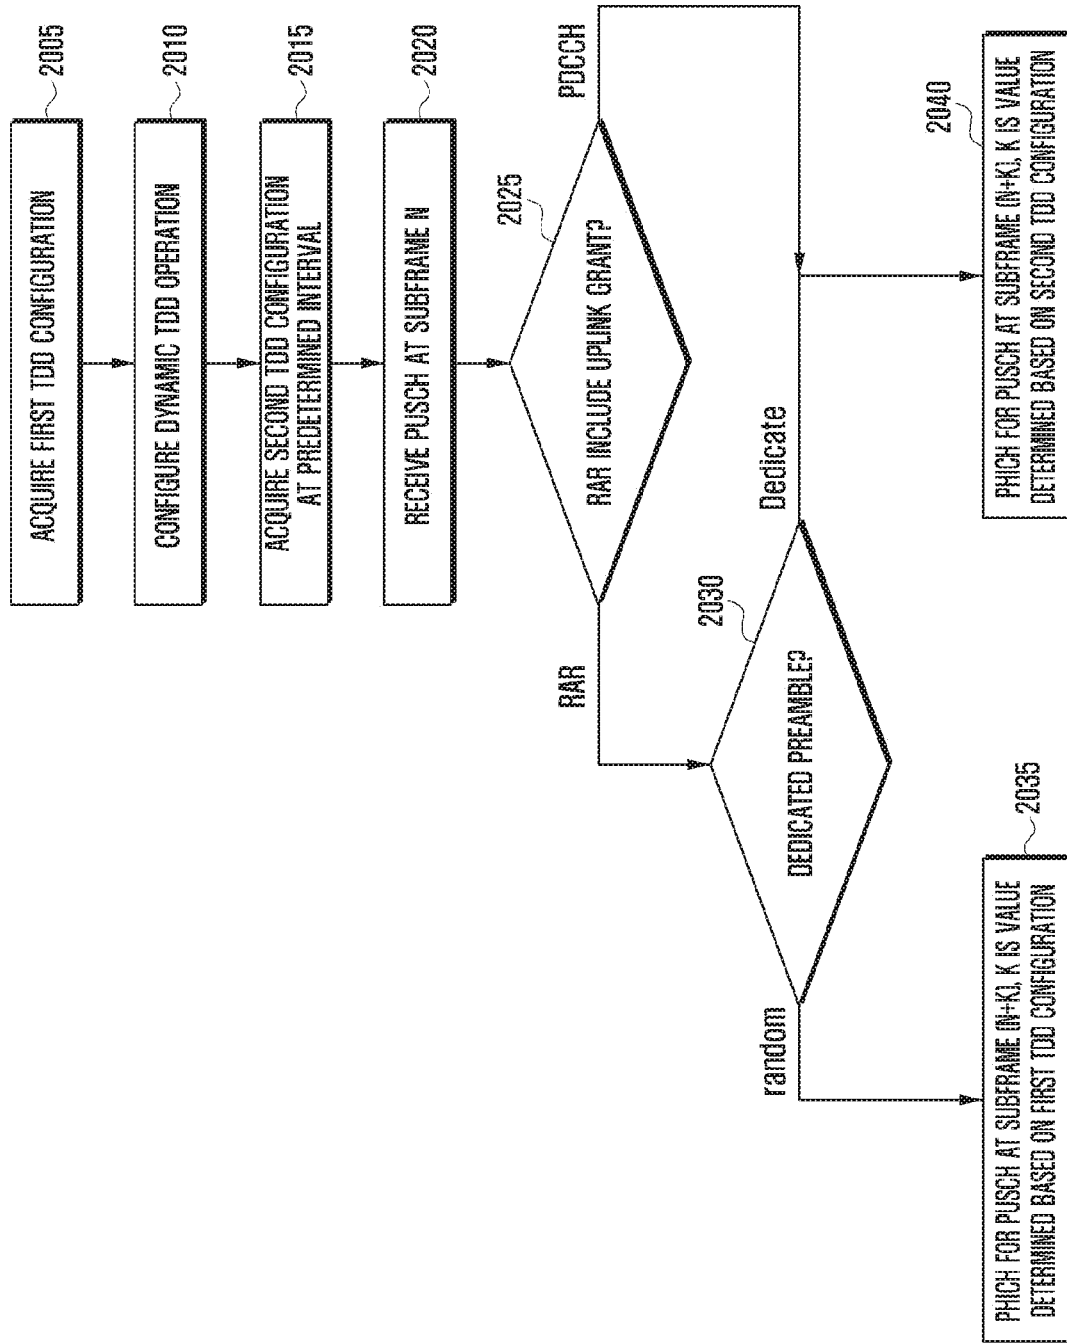 ACQUIRE FIRST TDD CONFIGURATION
2005
CONFIGURE DYNAMIC TDD OPERATION
2010
ACQUIRE SECOND TDD CONFIGURATION
AT PREDETERMINED INTERVAL
2015
RECEIVE PUSCH AT SUBFRAME N
2020
RAR INCLUDE UPLINK GRANT?
2025
RAR
PDCCH
DEDICATED PREAMBLE?
2030
random
Dedicate
PHICH FOR PUSCH AT SUBFRAME (N+K), K IS VALUE
DETERMINED BASED ON FIRST TDD CONFIGURATION
2035
PHICH FOR PUSCH AT SUBFRAME (N+K), K IS VALUE
DETERMINED BASED ON SECOND TDD CONFIGURATION
2040